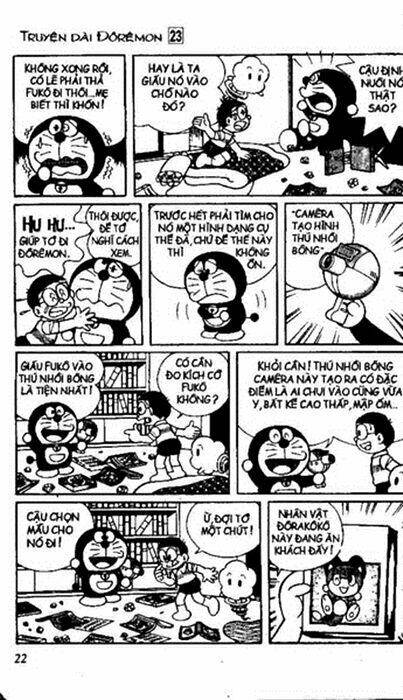 TRUYỆN DÀI ĐÔRÊMON 23
KHÔNG XONG RỒI,
CÓ LẼ PHẢI THẢ
FUKÔ ĐI THÔI...MẸ
BIẾT THÌ KHỐN!
HAY LÀ TA
GIẤU NÓ VÀO
CHỖ NÀO
ĐÓ?
CẬU ĐỊNH
NUÔI NÓ
THẬT
SAO?
HU HU...
GIÚP TỚ ĐI
ĐÔRÊMON.
THÔI ĐƯỢC,
ĐỂ TỚ
NGHĨ CÁCH
XEM.
TRƯỚC HẾT PHẢI TÌM CHO
NÓ MỘT HÌNH DẠNG CỤ
THỂ ĐÃ, CHỨ ĐỂ THẾ NÀY
THÌ KHÔNG
ỔN.
"CAMÊRA
TẠO HÌNH
THÚ NHỒI
BÔNG"
GIẤU FUKÔ VÀO
THÚ NHỒI BÔNG
LÀ TIỆN NHẤT!
CÓ CẦN
ĐO KÍCH CỠ
FUKÔ
KHÔNG?
KHỎI CẦN! THÚ NHỒI BÔNG
CAMÊRA NÀY TẠO RA CÓ ĐẶC
ĐIỂM LÀ AI CHUI VÀO CŨNG VỪA
Y, BẤT KỂ CAO THẤP, MẬP ỐM...
CẬU CHỌN
MẪU CHO
NÓ ĐI!
Ừ, ĐỢI TỚ
MỘT CHÚT!
NHÂN VẬT
ĐÔRAKÔKÔ
NÀY ĐANG ĂN
KHÁCH ĐẤY!
22